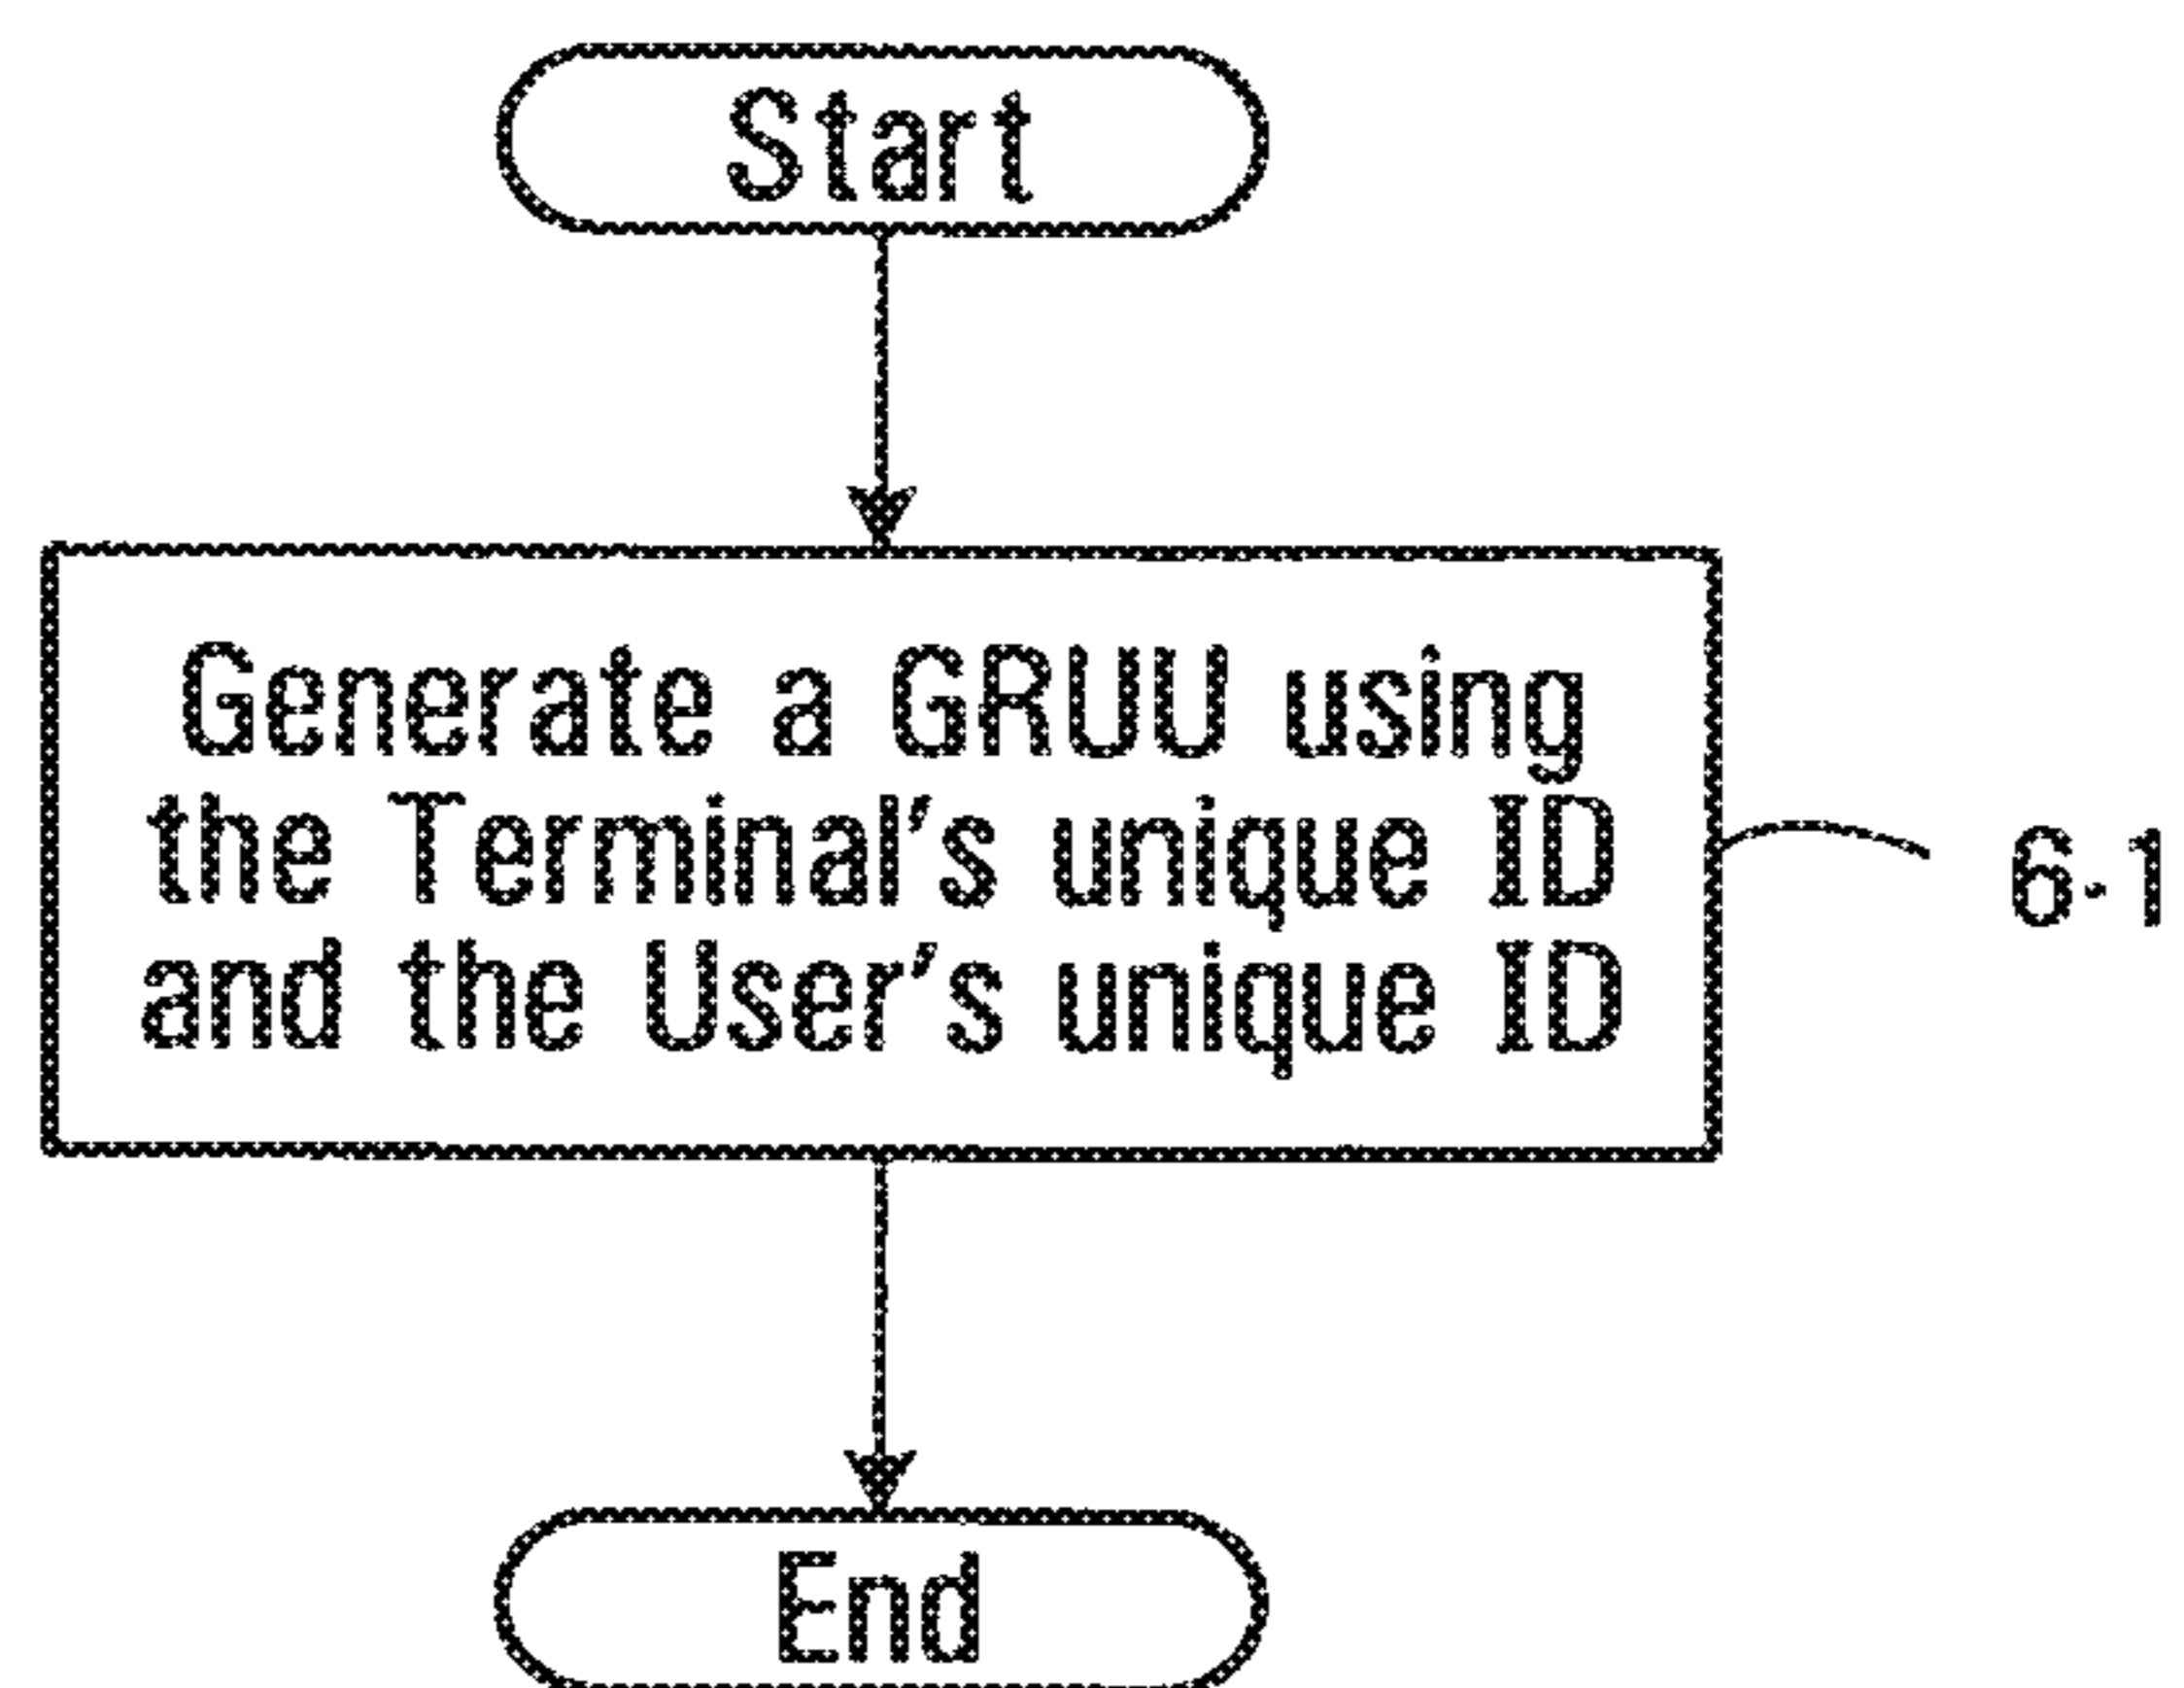 Start
Generate a GRUU using
the Terminal's unique ID
and the User's unique ID
6-1
End